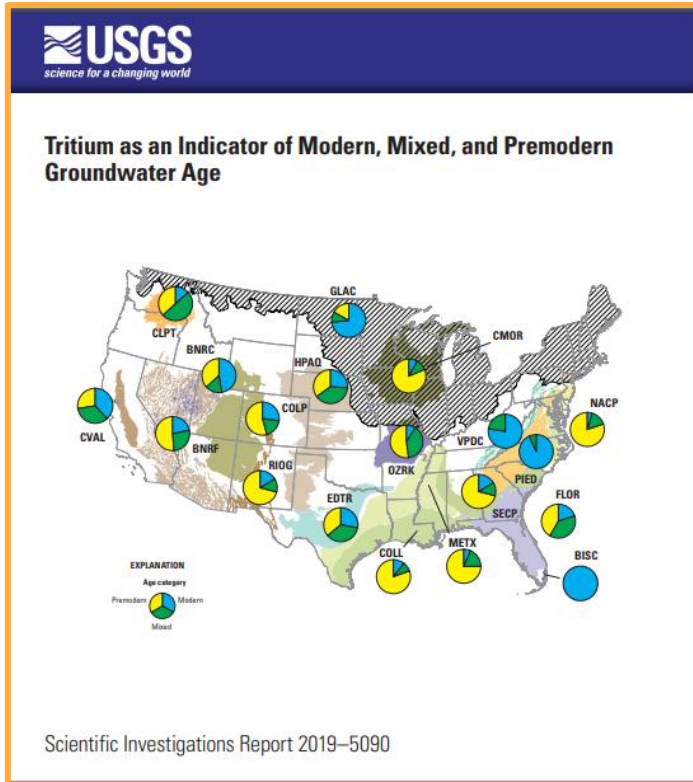 USGS
science for a changing world
Tritium as an Indicator of Modern, Mixed, and Premodern
Groundwater Age
GLAC
CLPT
CMOR
BNRC
HPAQ
NACP
COLP
CVAL
VPDC
BNRF
OZRK
PIED
RIOG
FLOR
EDTR
SECP
METX
COLL
BISC
EXPLANATION
Age category
Premodern Modern
Mixed
Scientific Investigations Report 2019–5090